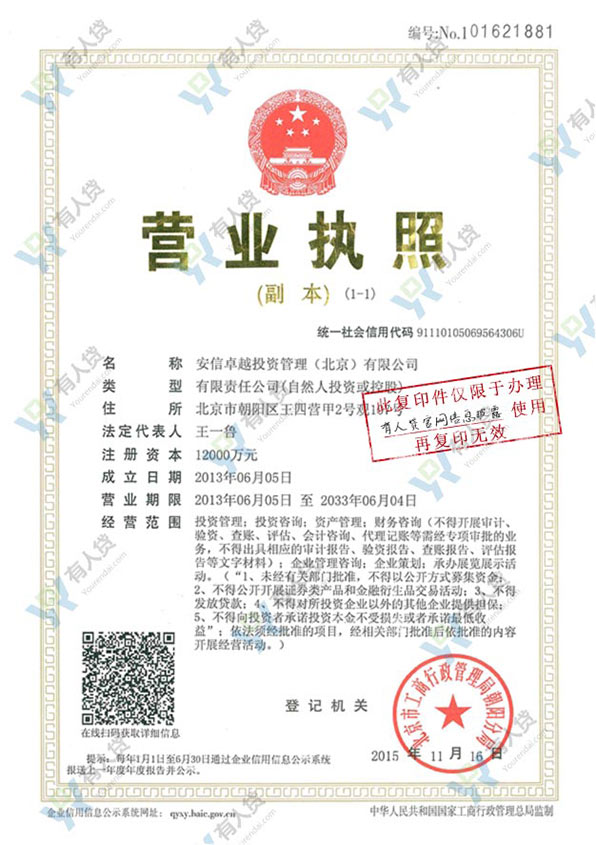 编号:No.101621881
营业执照
(副 本) (1-1)
统一社会信用代码 91110105069564306U
名 称 安信卓越投资管理（北京）有限公司
类 型 有限责任公司(自然人投资或控股)
住 所 北京市朝阳区王四营甲2号观
法定代表人 王一鲁
注册资本 12000万元
成立日期 2013年06月05日
营业期限 2013年06月05日 至 2033年06月04日
经营范围 投资管理；投资咨询；资产管理；财务咨询（不得开展审计、
验资、查账、评估、会计咨询、代理记账等需经专项审批的业
务，不得出具相应的审计报告、验资报告、查账报告、评估报
告等文字材料）；企业管理咨询；企业策划；承办展览展示活
动。（“1、未经有关部门批准，不得以公开方式募集资金；
2、不得公开开展证券类产品和金融衍生品交易活动；3、不得
发放贷款；4、不得对所投资企业以外的其他企业提供担保；
5、不得向投资者承诺投资本金不受损失或者承诺最低收
益”；依法须经批准的项目，经相关部门批准后依批准的内容
开展经营活动。）
此复印件仅限于办理
有人贷官网信息披露 使用
再复印无效
在线扫码获取详细信息
登记机关
北京市工商行政管理局朝阳分局
2015 年 11 月 16 日
提示：每年1月1日至6月30日通过企业信用信息公示系统
报送上一年度年度报告并公示。
企业信用信息公示系统网址： qyxy.baic.gov.cn
中华人民共和国国家工商行政管理总局监制
有人贷
Yourendai.com